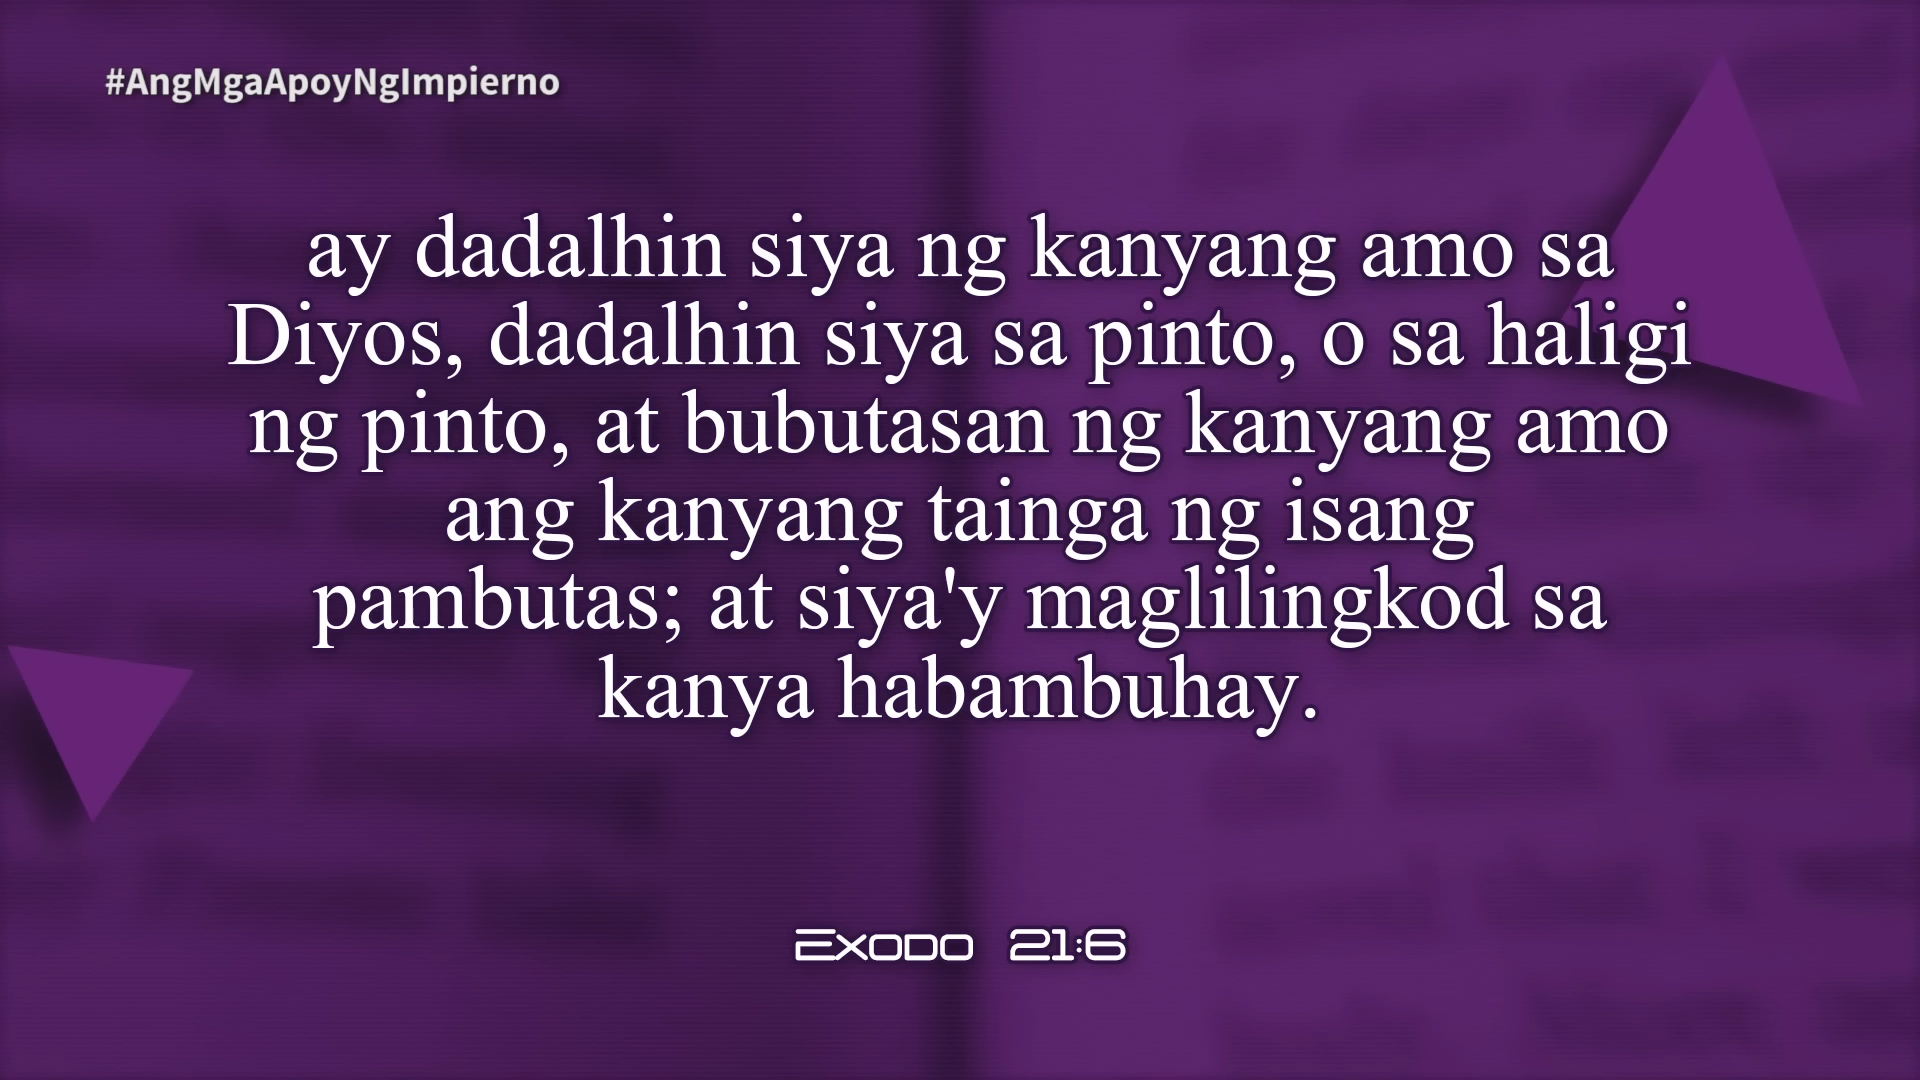 #AngMgaApoyNgImpierno
ay dadalhin siya ng kanyang amo sa
Diyos, dadalhin siya sa pinto, o sa haligi
ng pinto, at bubutasan ng kanyang amo
ang kanyang tainga ng isang
pambutas; at siya'y maglilingkod sa
kanya habambuhay.
Exodo 21:6